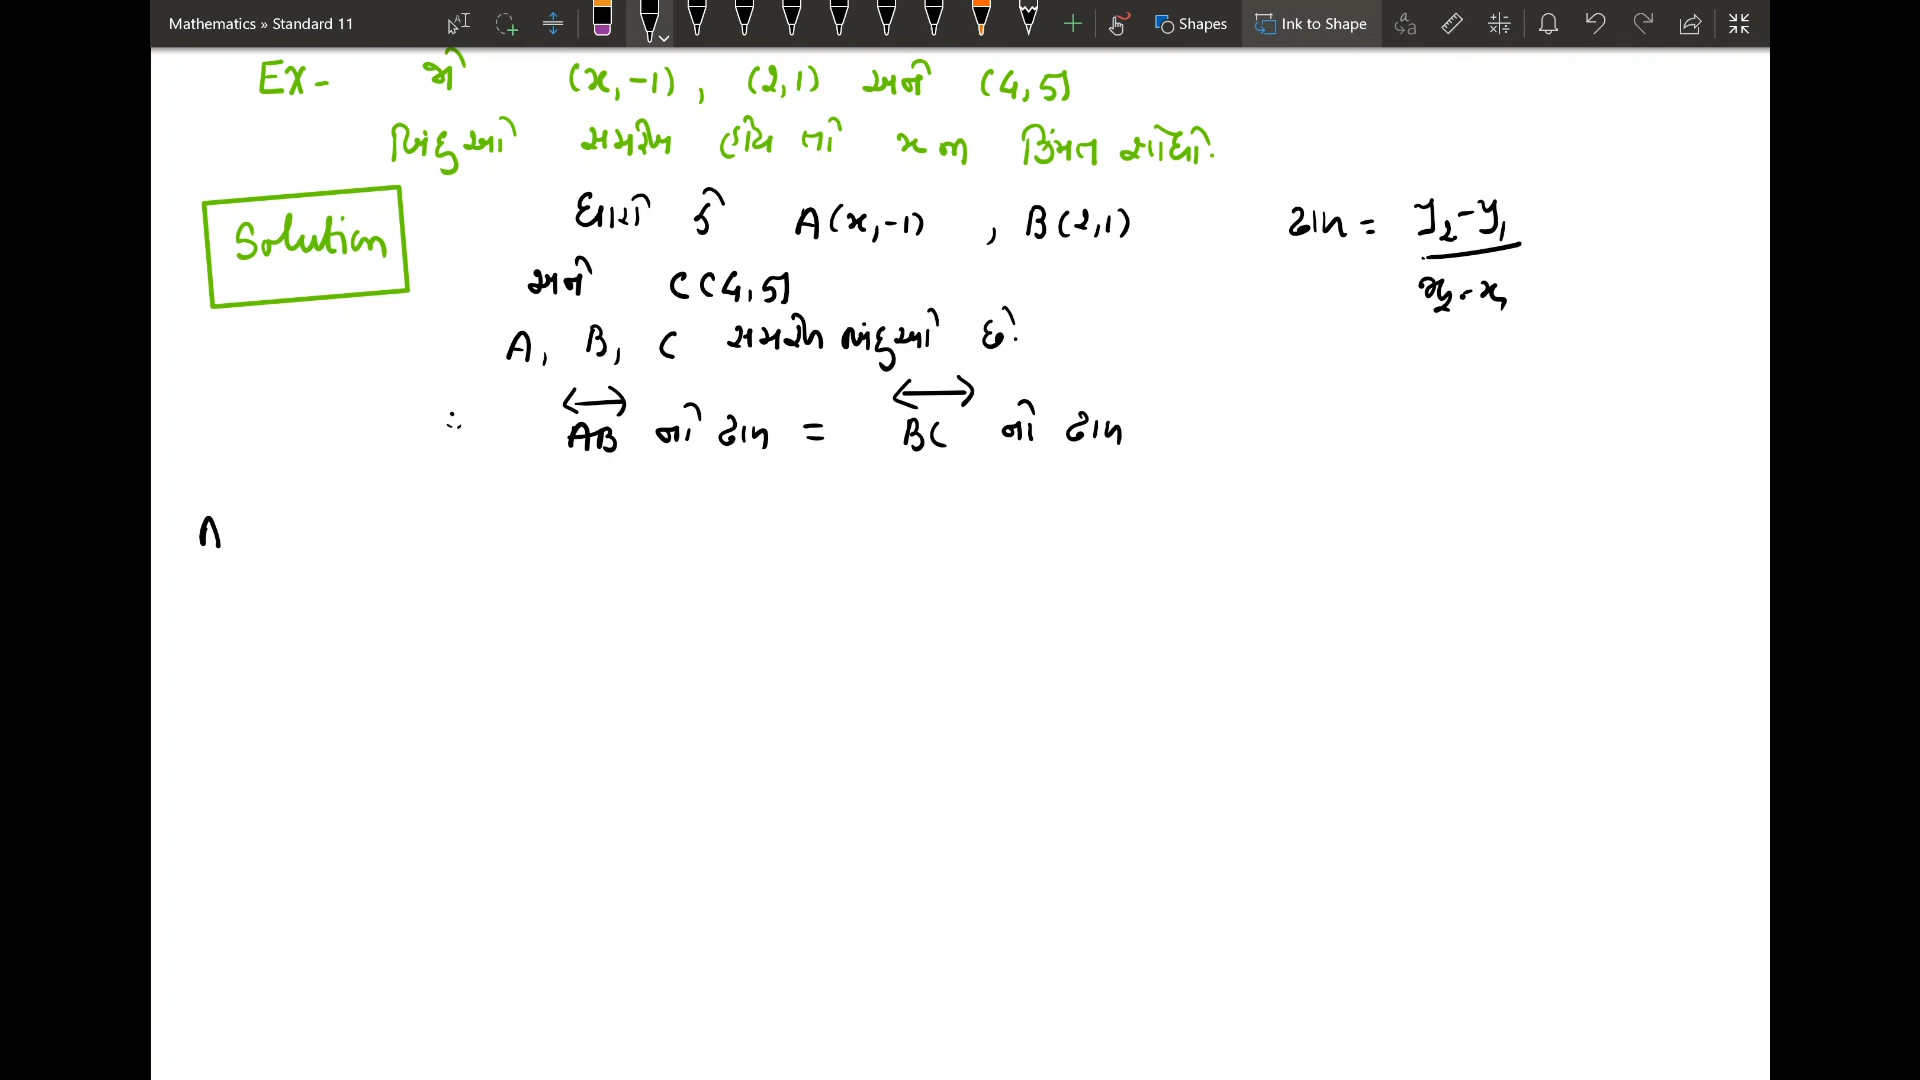 Mathematics » Standard 11
Shapes
Ink to Shape
Ex- જો (x,-1), (2,1) અને (4,5)
બિંદુઓ સમરેખ હોય તો x ના કિંમત શોધો.
Solution
ધારો કે A(x,-1), B(2,1)
અને C(4,5)
A, B, C સમરેખ બિંદુઓ છે.
∴ AB નો ઢાળ = BC નો ઢાળ
ઢાળ = y₂-y₁ / x₂-x₁
A